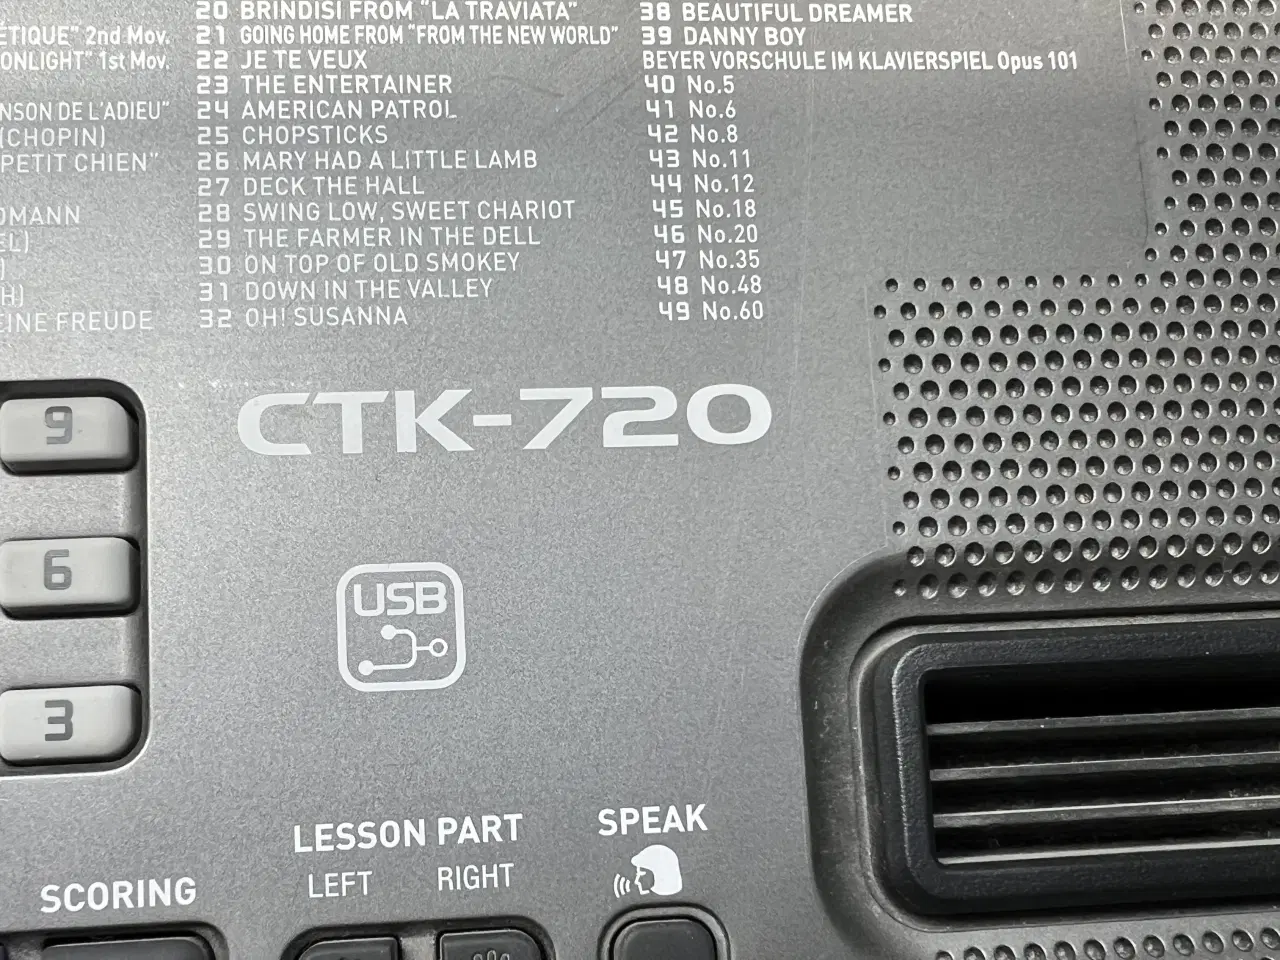 ETIQUE" 2nd Mov.
ONLIGHT" 1st Mov.
NSON DE L'ADIEU"
(CHOPIN)
PETIT CHIEN"
DMANN
EL)
)
H)
EINE FREUDE
20 BRINDISI FROM "LA TRAVIATA"
21 GOING HOME FROM "FROM THE NEW WORLD"
22 JE TE VEUX
23 THE ENTERTAINER
24 AMERICAN PATROL
25 CHOPSTICKS
26 MARY HAD A LITTLE LAMB
27 DECK THE HALL
28 SWING LOW, SWEET CHARIOT
29 THE FARMER IN THE DELL
30 ON TOP OF OLD SMOKEY
31 DOWN IN THE VALLEY
32 OH! SUSANNA
38 BEAUTIFUL DREAMER
39 DANNY BOY
BEYER VORSCHULE IM KLAVIERSPIEL Opus 101
40 No.5
41 No.6
42 No.8
43 No.11
44 No.12
45 No.18
46 No.20
47 No.35
48 No.48
49 No.60
CTK-720
9
6
3
USB
LESSON PART
LEFT RIGHT
SPEAK
SCORING